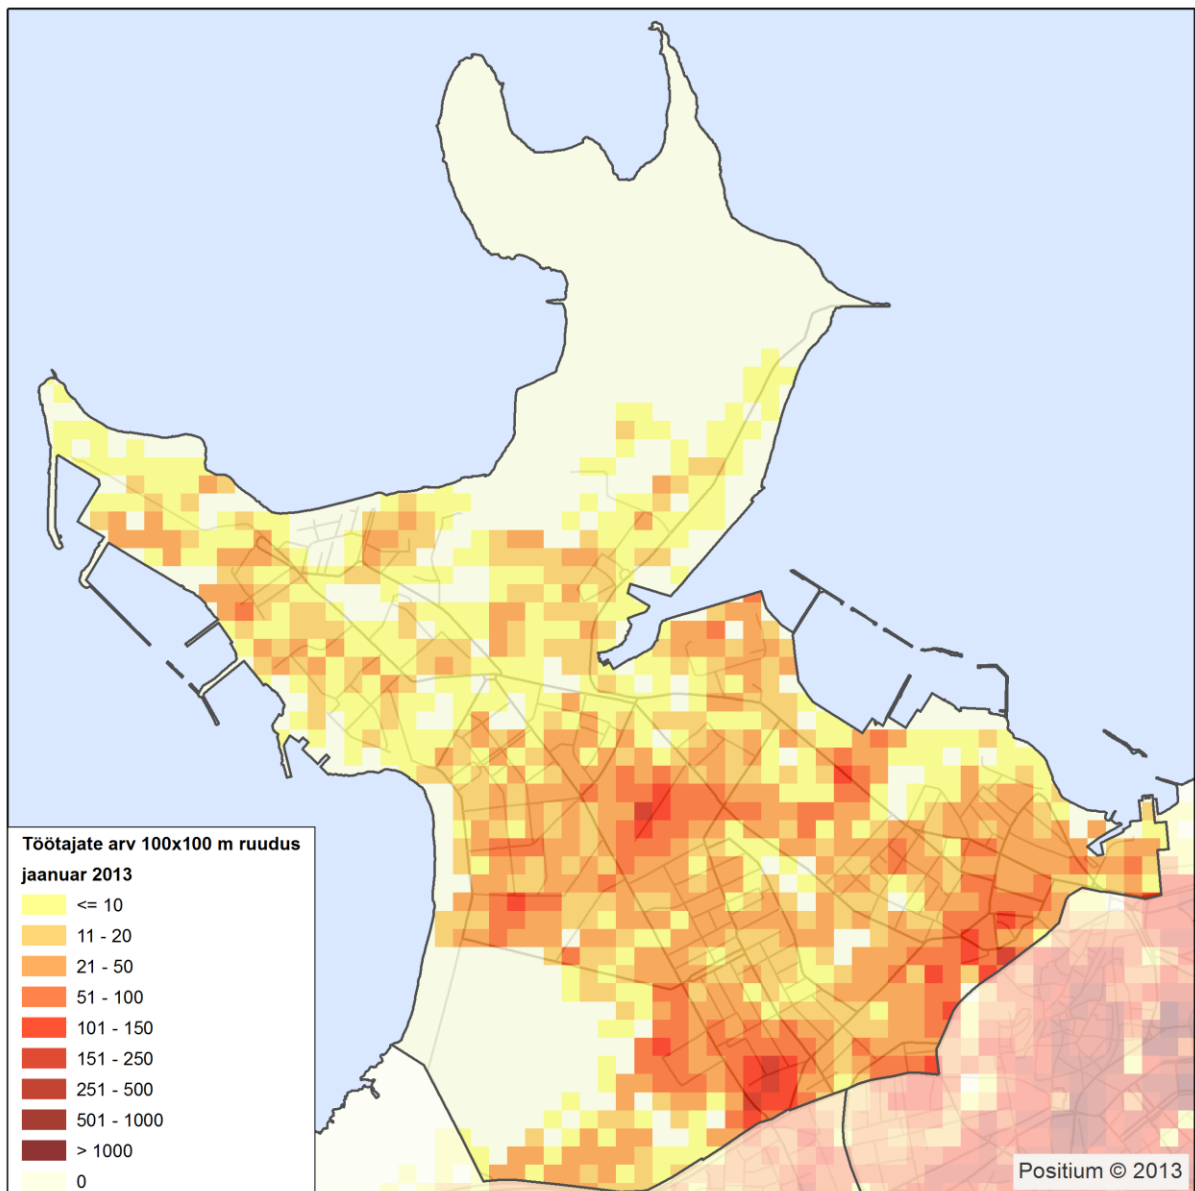 Töötajate arv 100x100 m ruudus
jaanuar 2013
<= 10
11 - 20
21 - 50
51 - 100
101 - 150
151 - 250
251 - 500
501 - 1000
> 1000
0
Positium © 2013